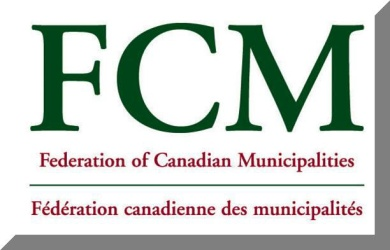 FCM
Federation of Canadian Municipalities
Fédération canadienne des municipalités